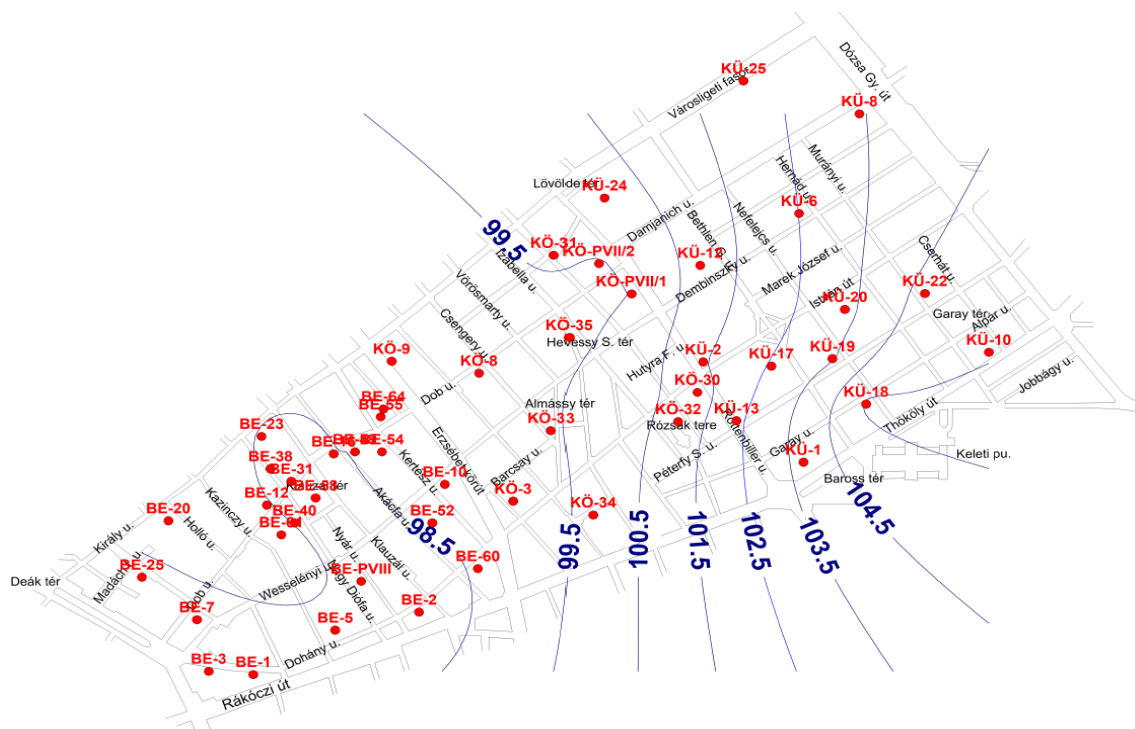 KÜ-25
Városligeti fasor
Dózsa Gy. út
KÜ-8
Lövölde tér
KÜ-24
Damjanich u.
Hernád u.
Murányi u.
KÜ-6
Nefelejcs u.
Bethlen G. u.
99.5
KÖ-31
KÖ-PVII/2
KÜ-12
Dembinszky u.
Marek József u.
Cserhát u.
Izabella u.
KÖ-PVII/1
István út
KÜ-22
KÜ-20
Garay tér
Alpár u.
Vörösmarty u.
Csengery u.
KÖ-35
Hevessy S. tér
KÜ-10
KÖ-9
KÖ-8
Hutyra F. u.
KÜ-2
KÜ-17
KÜ-19
Jobbágy u.
Dob u.
KÖ-30
KÜ-18
Thököly út
BE-64
BE-55
Almássy tér
KÖ-33
KÖ-32
Rózsák tere
KÜ-13
Rottenbiller u.
Garay u.
BE-23
BE-54
Erzsébet körút
Barcsay u.
Péterfy S. u.
KÜ-1
Keleti pu.
BE-38
BE-31
Kertész u.
BE-10
Baross tér
BE-12
BE-40
Akácfa u.
KÖ-3
KÖ-34
104.5
BE-20
Kazinczy u.
98.5
BE-52
99.5
100.5
101.5
102.5
103.5
Király u.
Holló u.
Nyár u.
Klauzál u.
BE-60
Deák tér
Madách u.
BE-25
Wesselényi u.
BE-PVIII
Nagy Diófa u.
Dob u.
BE-7
BE-2
BE-5
Dohány u.
BE-3
BE-1
Rákóczi út